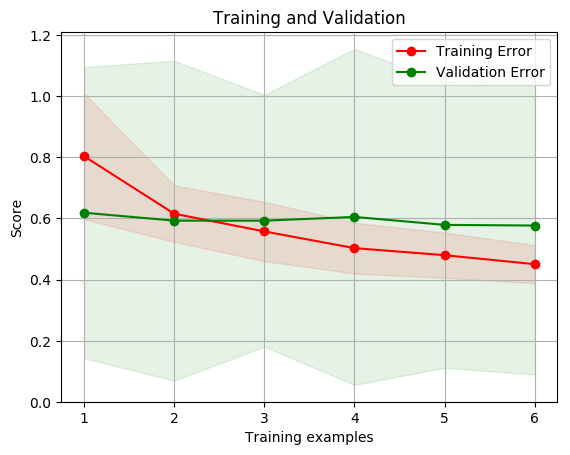 Training and Validation
Training Error
Validation Error
1.2
1.0
0.8
0.6
0.4
0.2
0.0
Score
1 2 3 4 5 6
Training examples